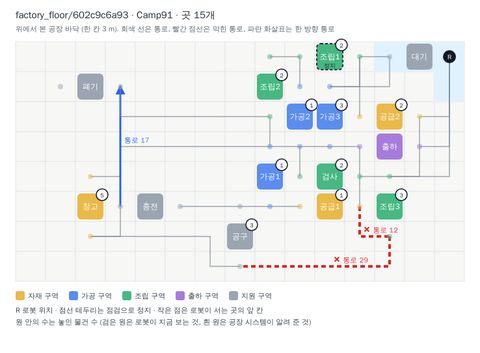 factory_floor/602c9c6a93 · Camp91 · 곳 15개
위에서 본 공장 바닥 (한 칸 3 m). 회색 선은 통로, 빨간 점선은 막힌 통로, 파란 화살표는 한 방향 통로
조립1 2
정지
대기
R
폐기
조립2 2
가공2 1
가공3 3
공급2 2
통로 17
출하
가공1 1
검사 2
창고 5
충전
공급1 1
조립3 3
공구 3
✕ 통로 12
✕ 통로 29
자재 구역
가공 구역
조립 구역
출하 구역
지원 구역
R 로봇 위치 · 점선 테두리는 점검으로 정지 · 작은 점은 로봇이 서는 곳의 앞 칸
원 안의 수는 놓인 물건 수 (검은 원은 로봇이 지금 보는 것, 흰 원은 공장 시스템이 알려 준 것)